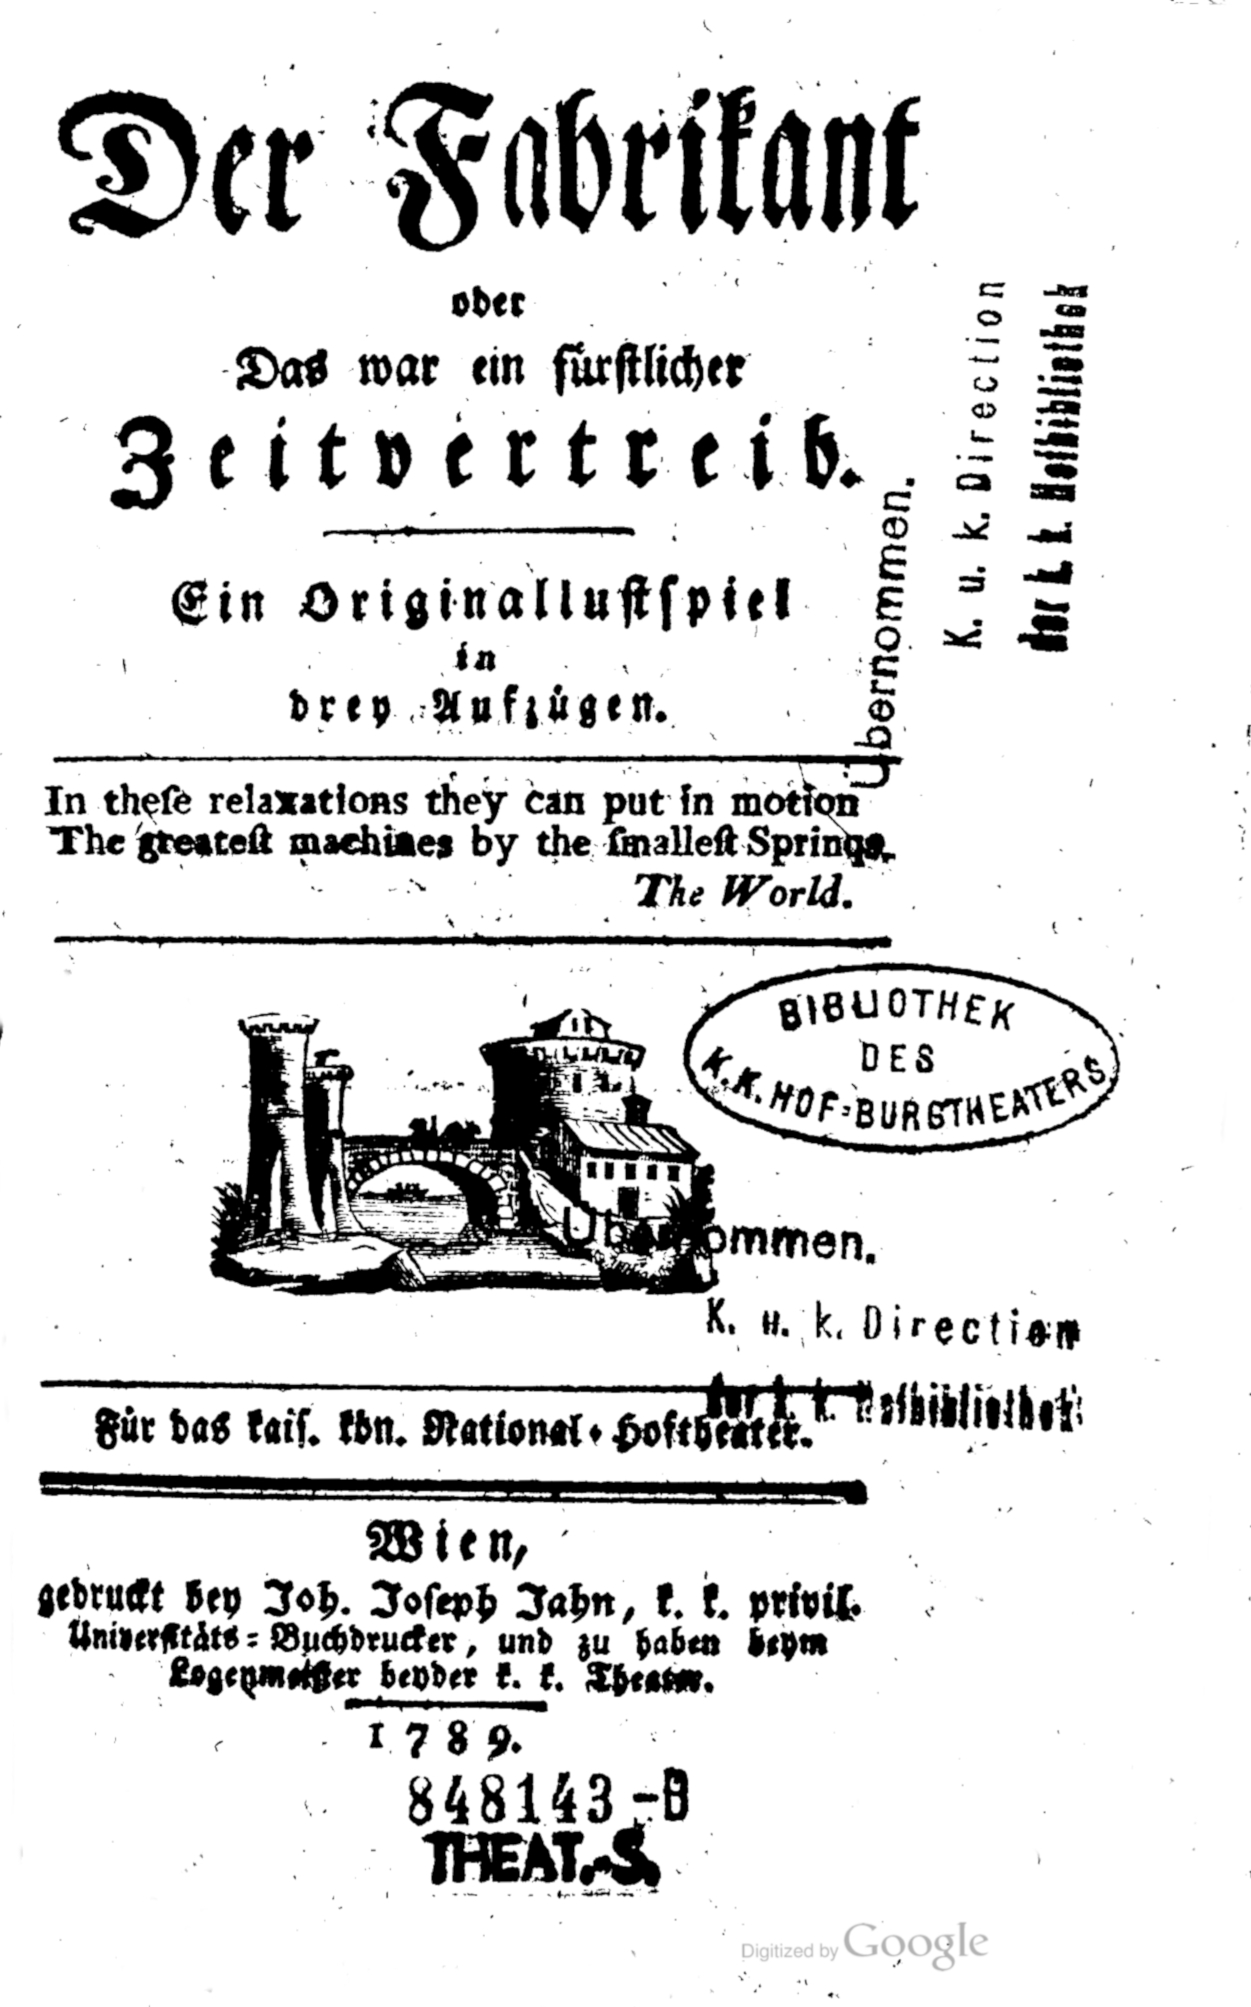 Der Fabrikant
oder
Das war ein fürstlicher
Zeitvertreib.
Ein Originallustspiel
in
drey Aufzügen.
In theſe relaxations they can put in motion
The greateſt machines by the ſmalleſt Springs.
The World.
Übernommen.
K. u. k. Direction
der k. k. Hofbibliothek
BIBLIOTHEK
DES
K.K. HOF=BURGTHEATERS
Übernommen.
K. u. k. Direction
der k. k. Hofbibliothek
Für das kaiſ. kön. National-Hoftheater.
Wien,
gedruckt bey Joh. Joſeph Jahn, k. k. privil.
Univerſitäts=Buchdrucker, und zu haben beym
Logenmeiſter beyder k. k. Theater.
1789.
848143-B
THEAT.-S.
Digitized by Google